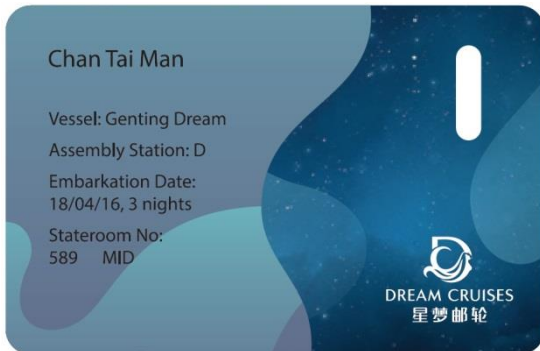 Chan Tai Man
Vessel: Genting Dream
Assembly Station: D
Embarkation Date:
18/04/16, 3 nights
Stateroom No:
589 MID
DREAM CRUISES
星梦邮轮